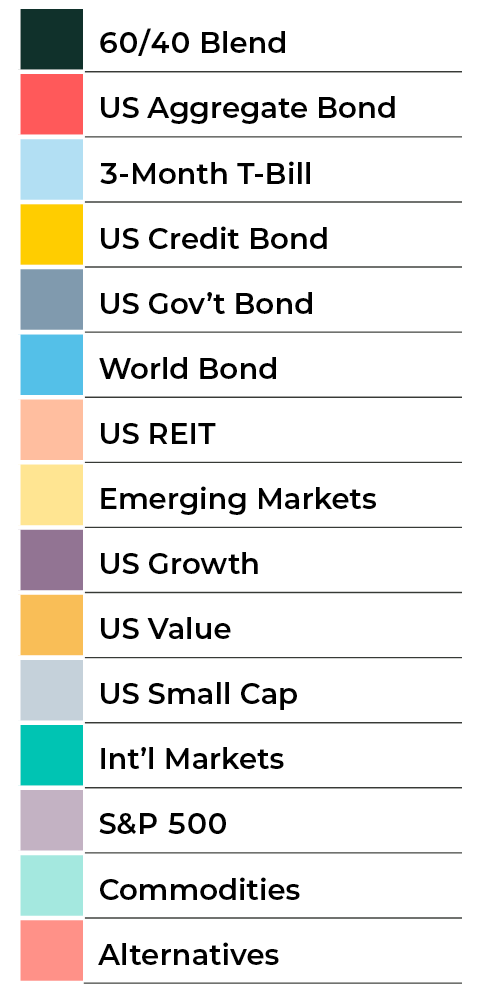 60/40 Blend
US Aggregate Bond
3-Month T-Bill
US Credit Bond
US Gov’t Bond
World Bond
US REIT
Emerging Markets
US Growth
US Value
US Small Cap
Int’l Markets
S&P 500
Commodities
Alternatives